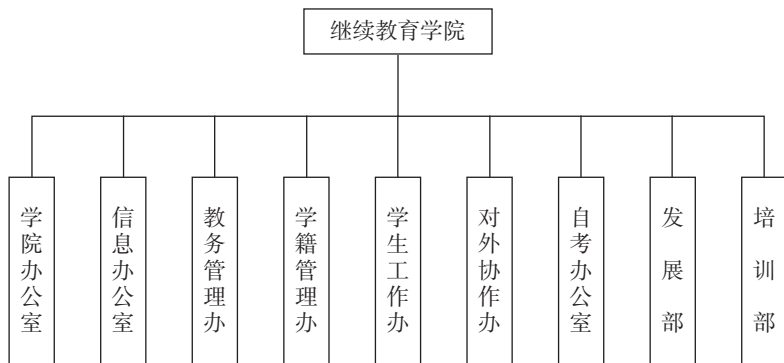 继续教育学院
学院办公室
信息办公室
教务管理办
学籍管理办
学生工作办
对外协作办
自考办公室
发展部
培训部